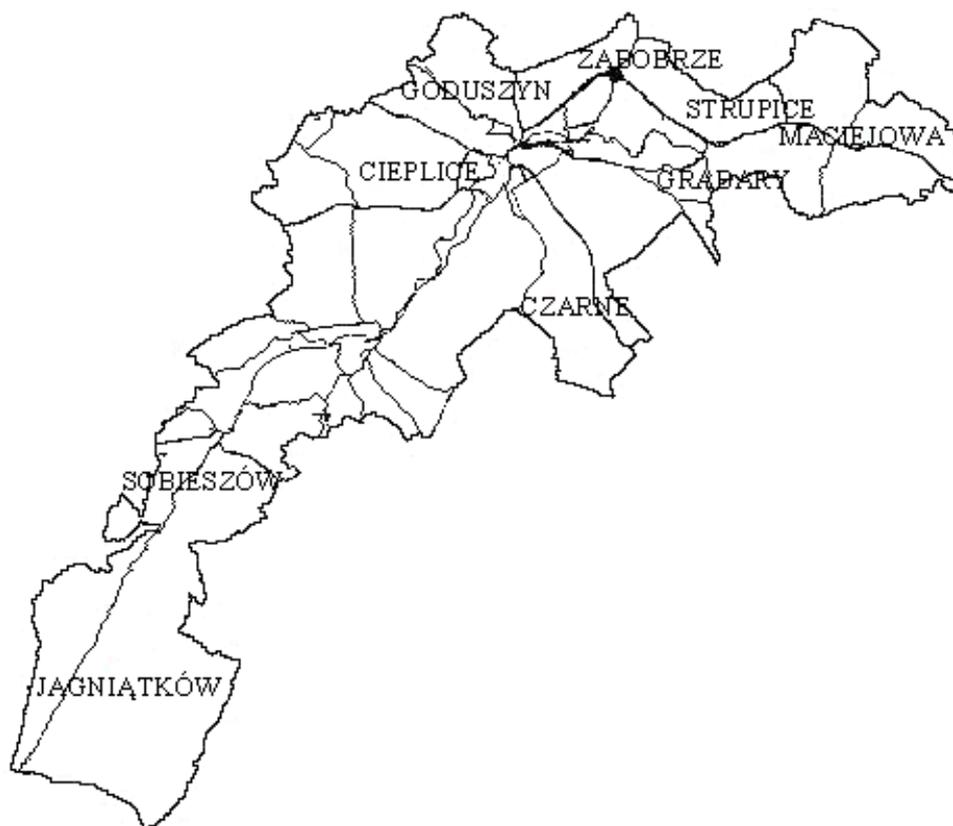 ZABOBRZE
GODUSZYN
STRUPICE
MACIEJOWA
CIEPLICE
GRABARY
CZARNE
SOBIESZÓW
JAGNIĄTKÓW